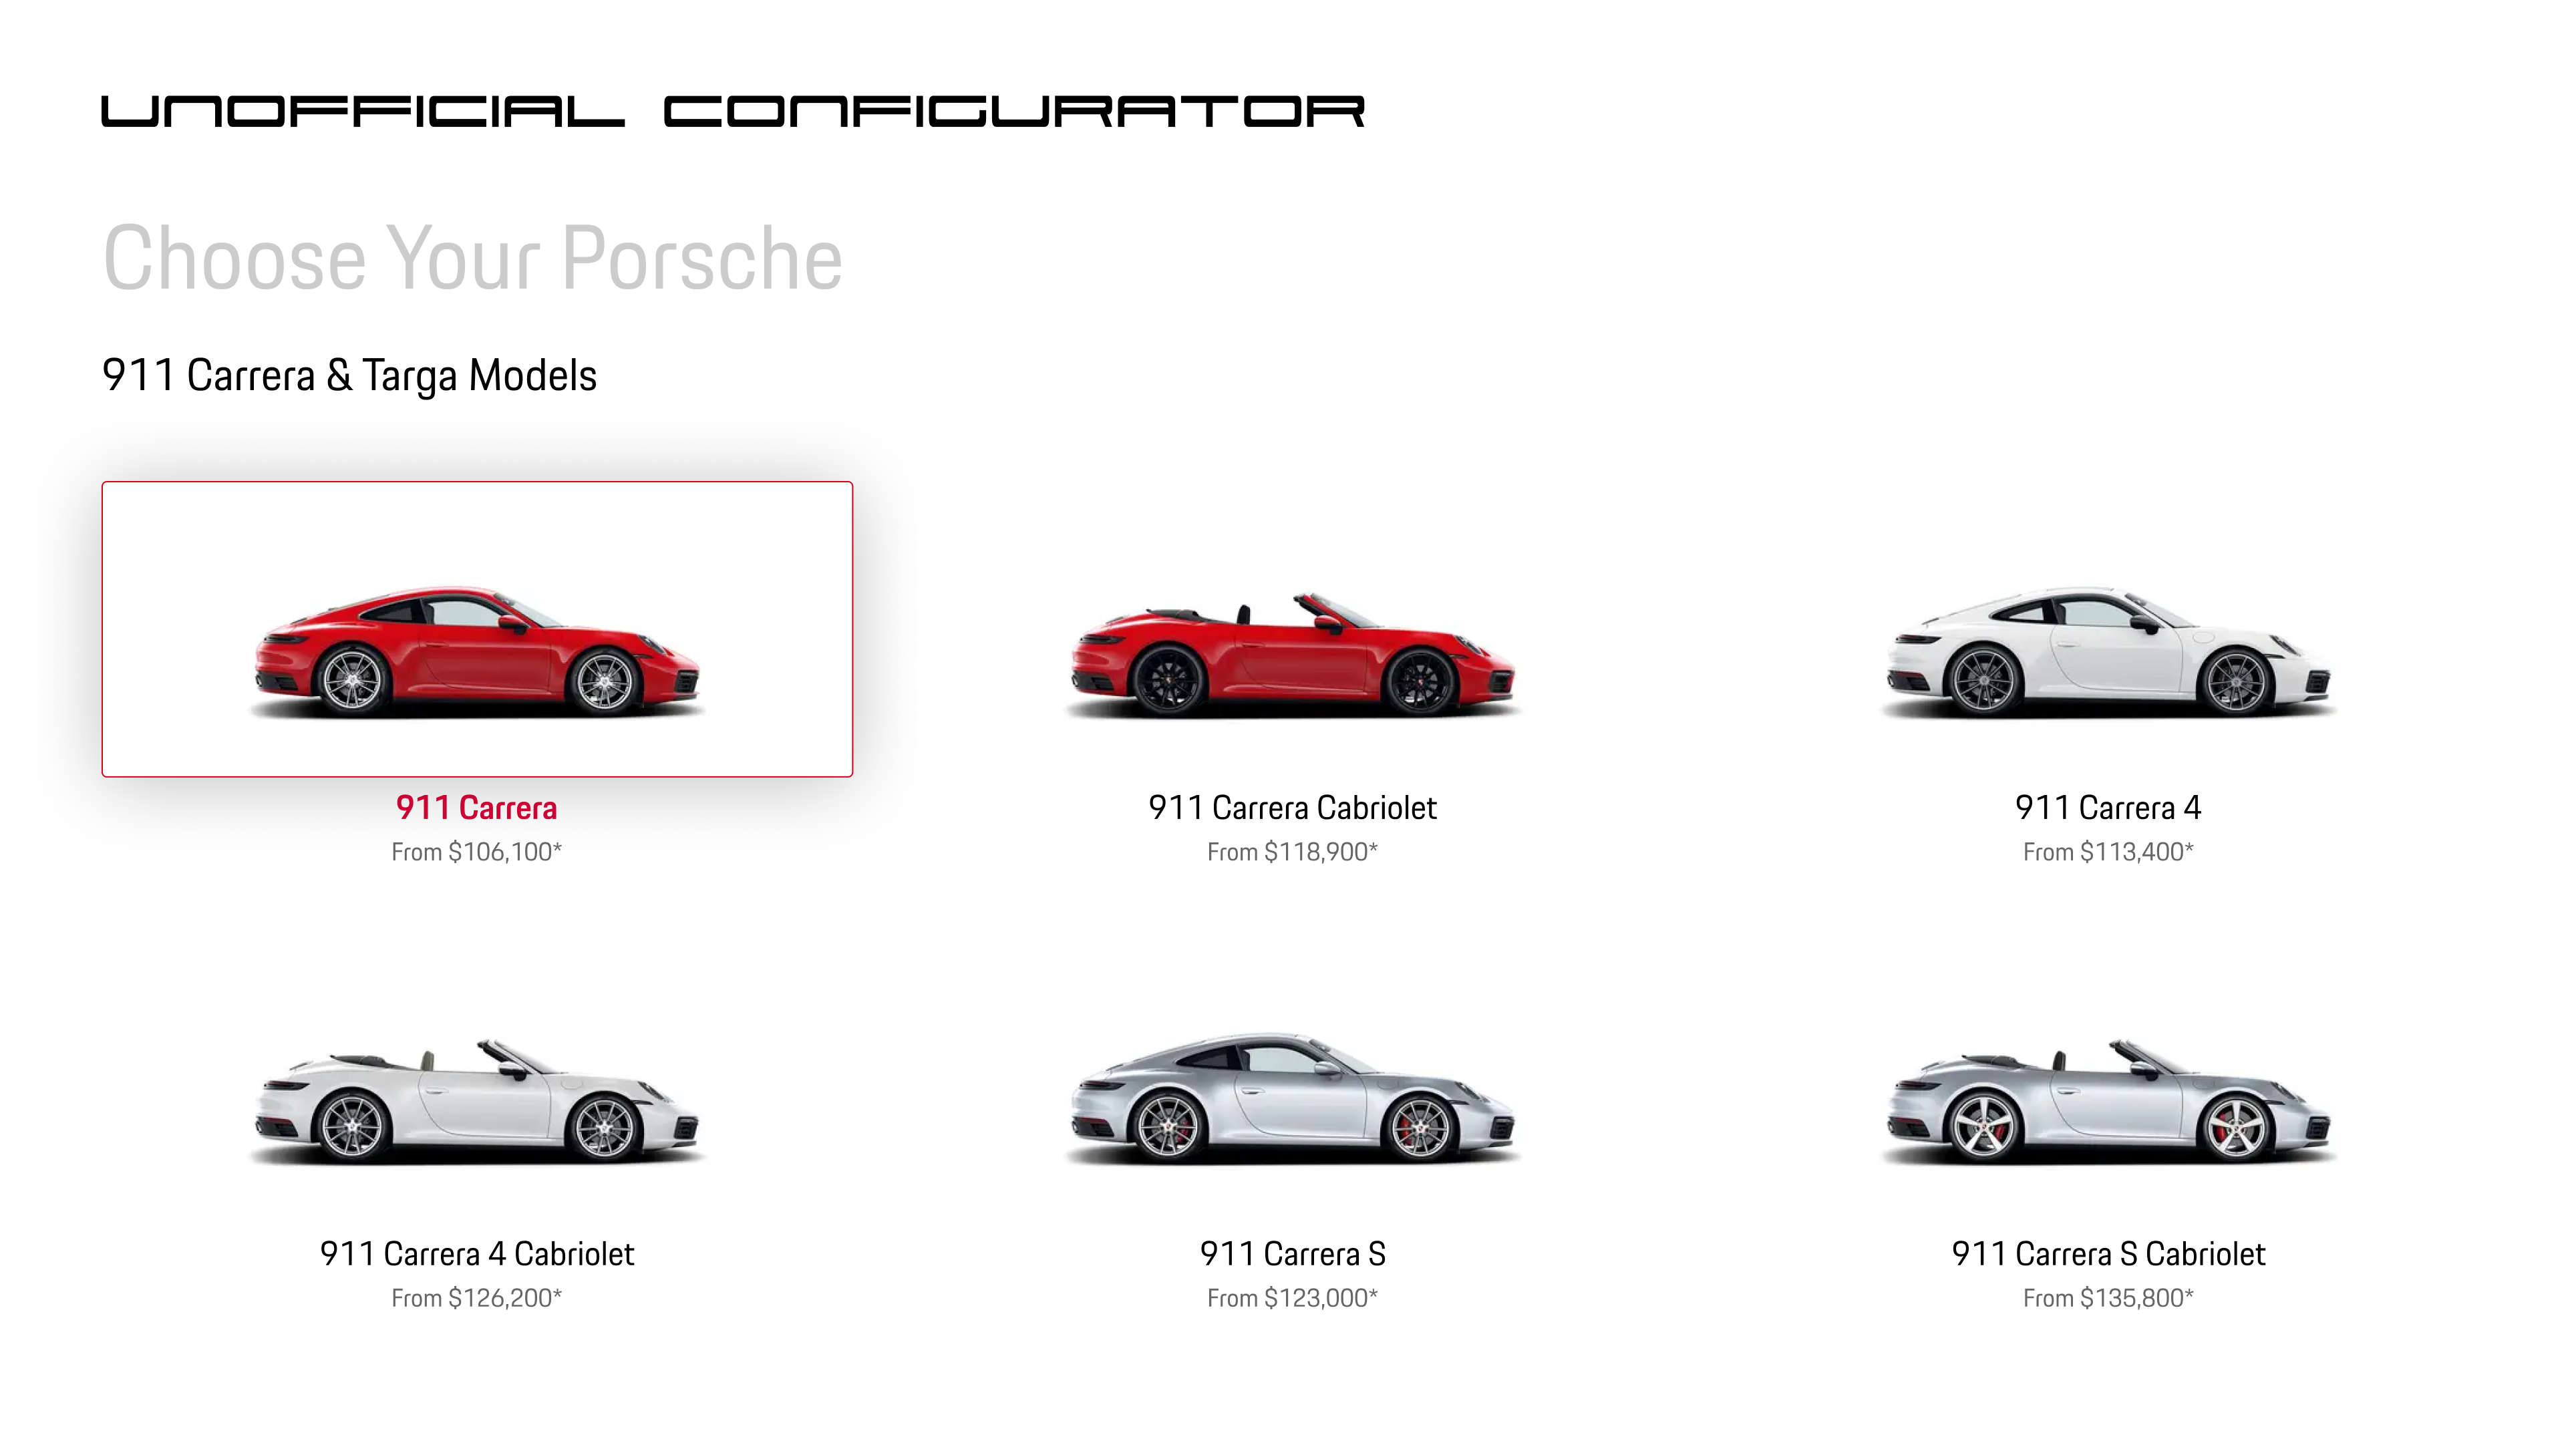 UNOFFICIAL CONFIGURATOR
Choose Your Porsche
911 Carrera & Targa Models
911 Carrera
From $106,100*
911 Carrera Cabriolet
From $118,900*
911 Carrera 4
From $113,400*
911 Carrera 4 Cabriolet
From $126,200*
911 Carrera S
From $123,000*
911 Carrera S Cabriolet
From $135,800*